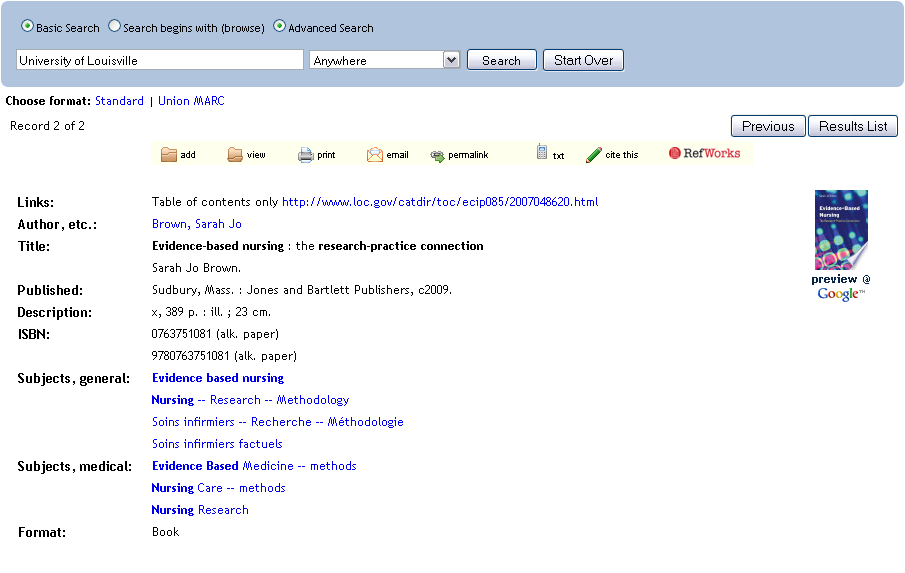 Basic Search Search begins with (browse) Advanced Search
University of Louisville Anywhere Search Start Over
Choose format: Standard | Union MARC
Record 2 of 2 Previous Results List
add view print email permalink txt cite this RefWorks
Links: Table of contents only http://www.loc.gov/catdir/toc/ecip085/2007048620.html
Author, etc.: Brown, Sarah Jo
Title: Evidence-based nursing : the research-practice connection
Sarah Jo Brown.
Published: Sudbury, Mass. : Jones and Bartlett Publishers, c2009.
Description: x, 389 p. : ill. ; 23 cm.
ISBN: 0763751081 (alk. paper)
9780763751081 (alk. paper)
Subjects, general: Evidence based nursing
Nursing -- Research -- Methodology
Soins infirmiers -- Recherche -- Méthodologie
Soins infirmiers factuels
Subjects, medical: Evidence Based Medicine -- methods
Nursing Care -- methods
Nursing Research
Format: Book
Evidence-Based
Nursing
preview @
Google™